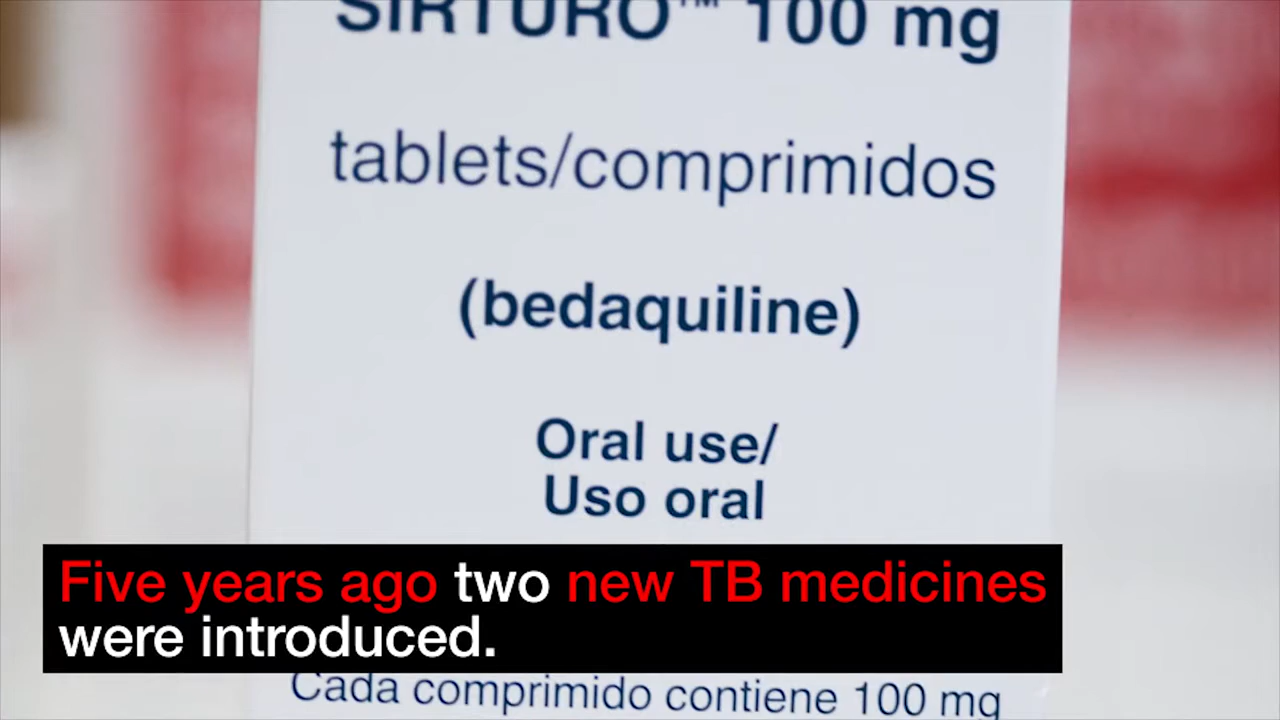 SIRTURO™ 100 mg
tablets/comprimidos
(bedaquiline)
Oral use/
Uso oral
Five years ago two new TB medicines
were introduced.
Cada comprimido contiene 100 mg